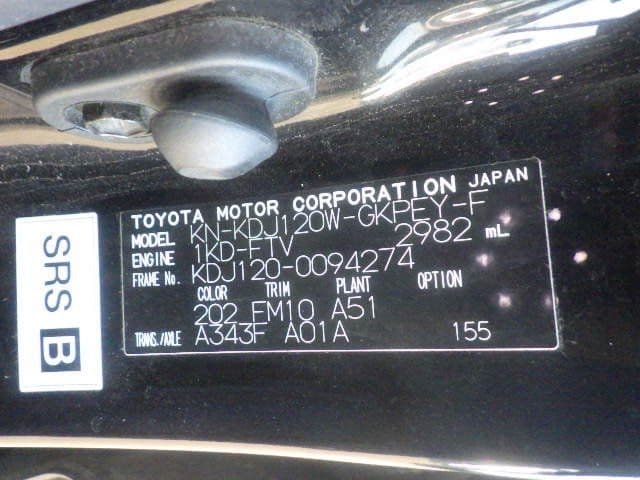 TOYOTA MOTOR CORPORATION JAPAN
MODEL KN-KDJ120W-GKPEY-F
ENGINE 1KD-FTV 2982 mL
FRAME No. KDJ120-0094274
COLOR TRIM PLANT OPTION
202 FM10 A51
TRANS./AXLE A343F A01A 155
SRS B